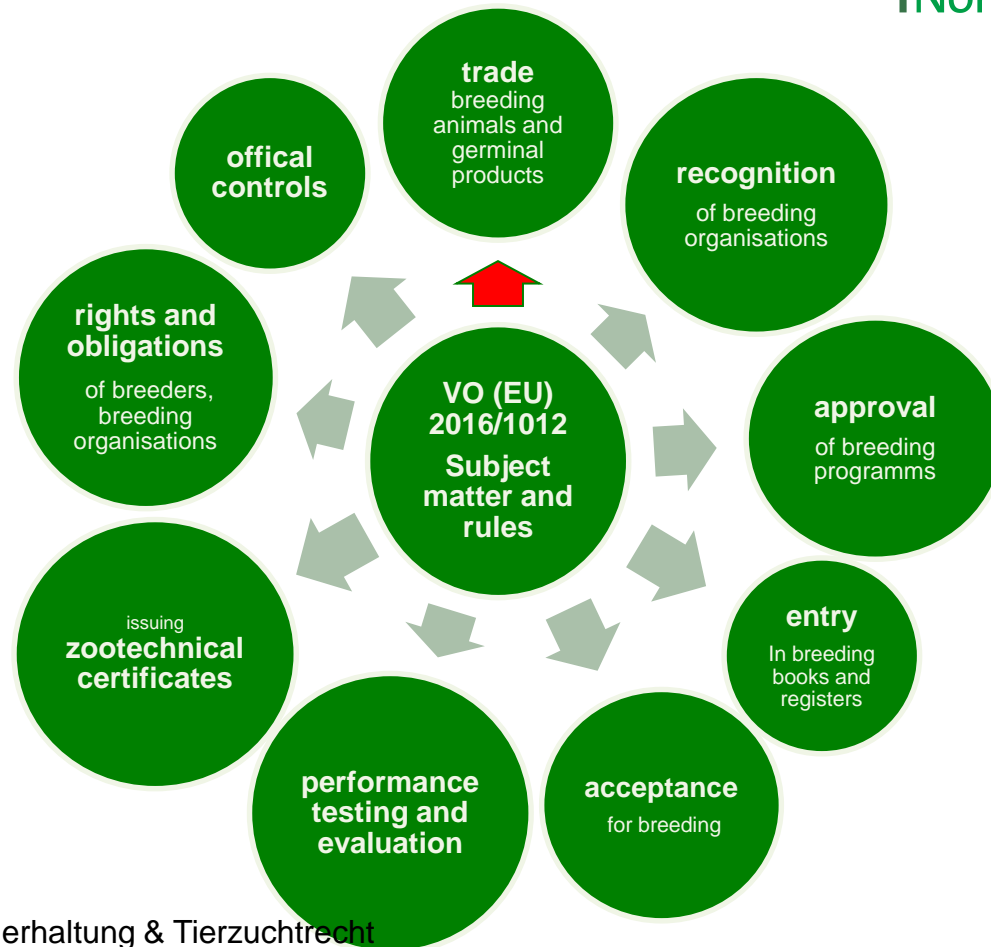 trade
breeding
animals and
germinal
products
recognition
of breeding
organisations
approval
of breeding
programms
entry
In breeding
books and
registers
acceptance
for breeding
performance
testing and
evaluation
issuing
zootechnical
certificates
rights and
obligations
of breeders,
breeding
organisations
offical
controls
VO (EU)
2016/1012
Subject
matter and
rules
erhaltung & Tierzuchtrecht